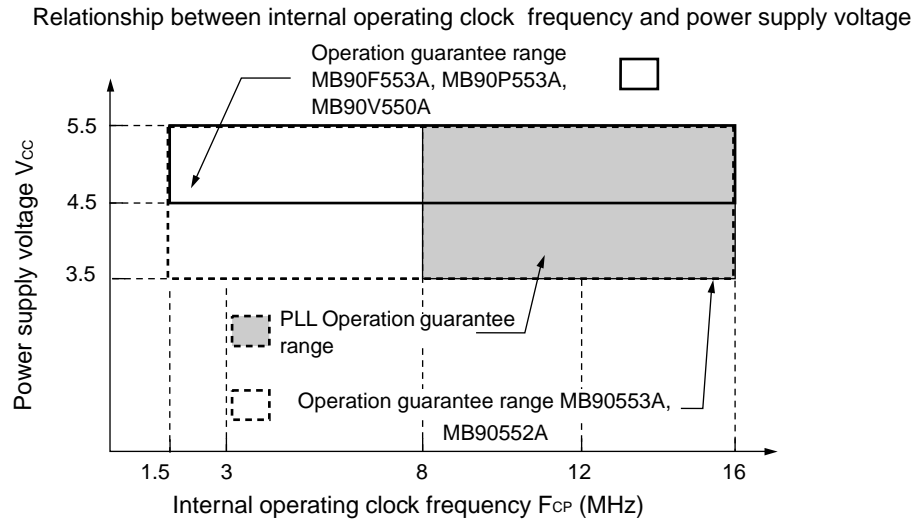 Relationship between internal operating clock frequency and power supply voltage
Operation guarantee range
MB90F553A, MB90P553A,
MB90V550A
Power supply voltage VCC
5.5
4.5
3.5
PLL Operation guarantee
range
Operation guarantee range MB90553A,
MB90552A
1.5
3
8
12
16
Internal operating clock frequency FCP (MHz)